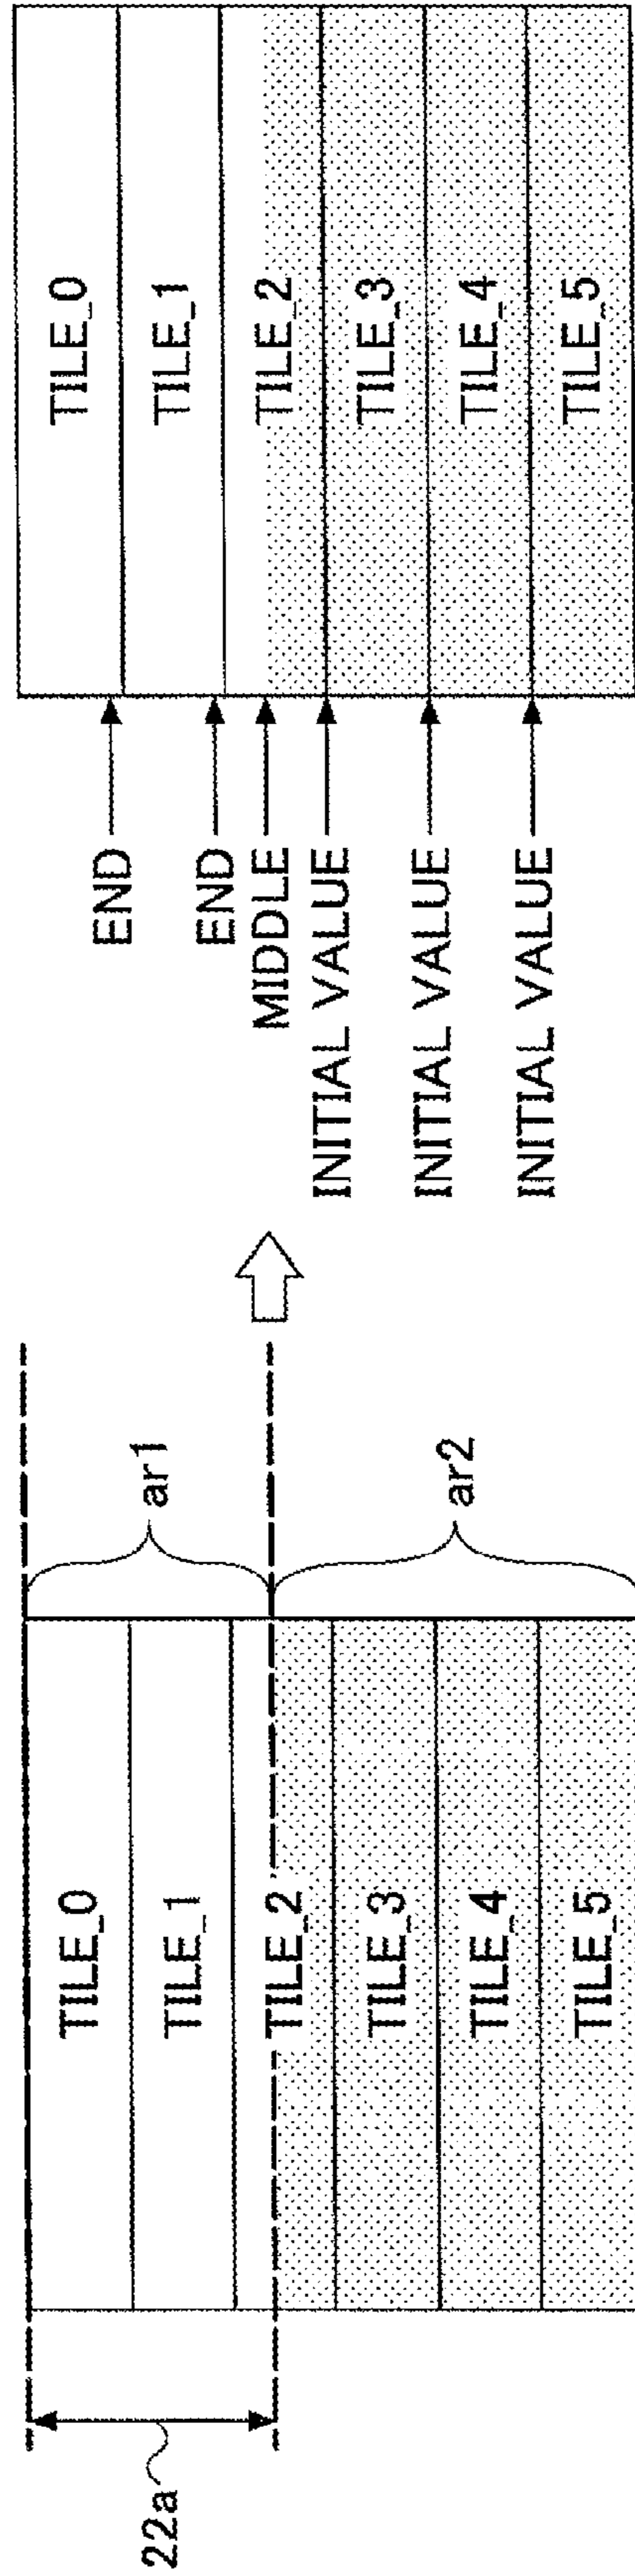 22a
TILE_0
TILE_1
TILE_2
TILE_3
TILE_4
TILE_5
ar1
ar2
END
END
MIDDLE
INITIAL VALUE
INITIAL VALUE
INITIAL VALUE
TILE_0
TILE_1
TILE_2
TILE_3
TILE_4
TILE_5